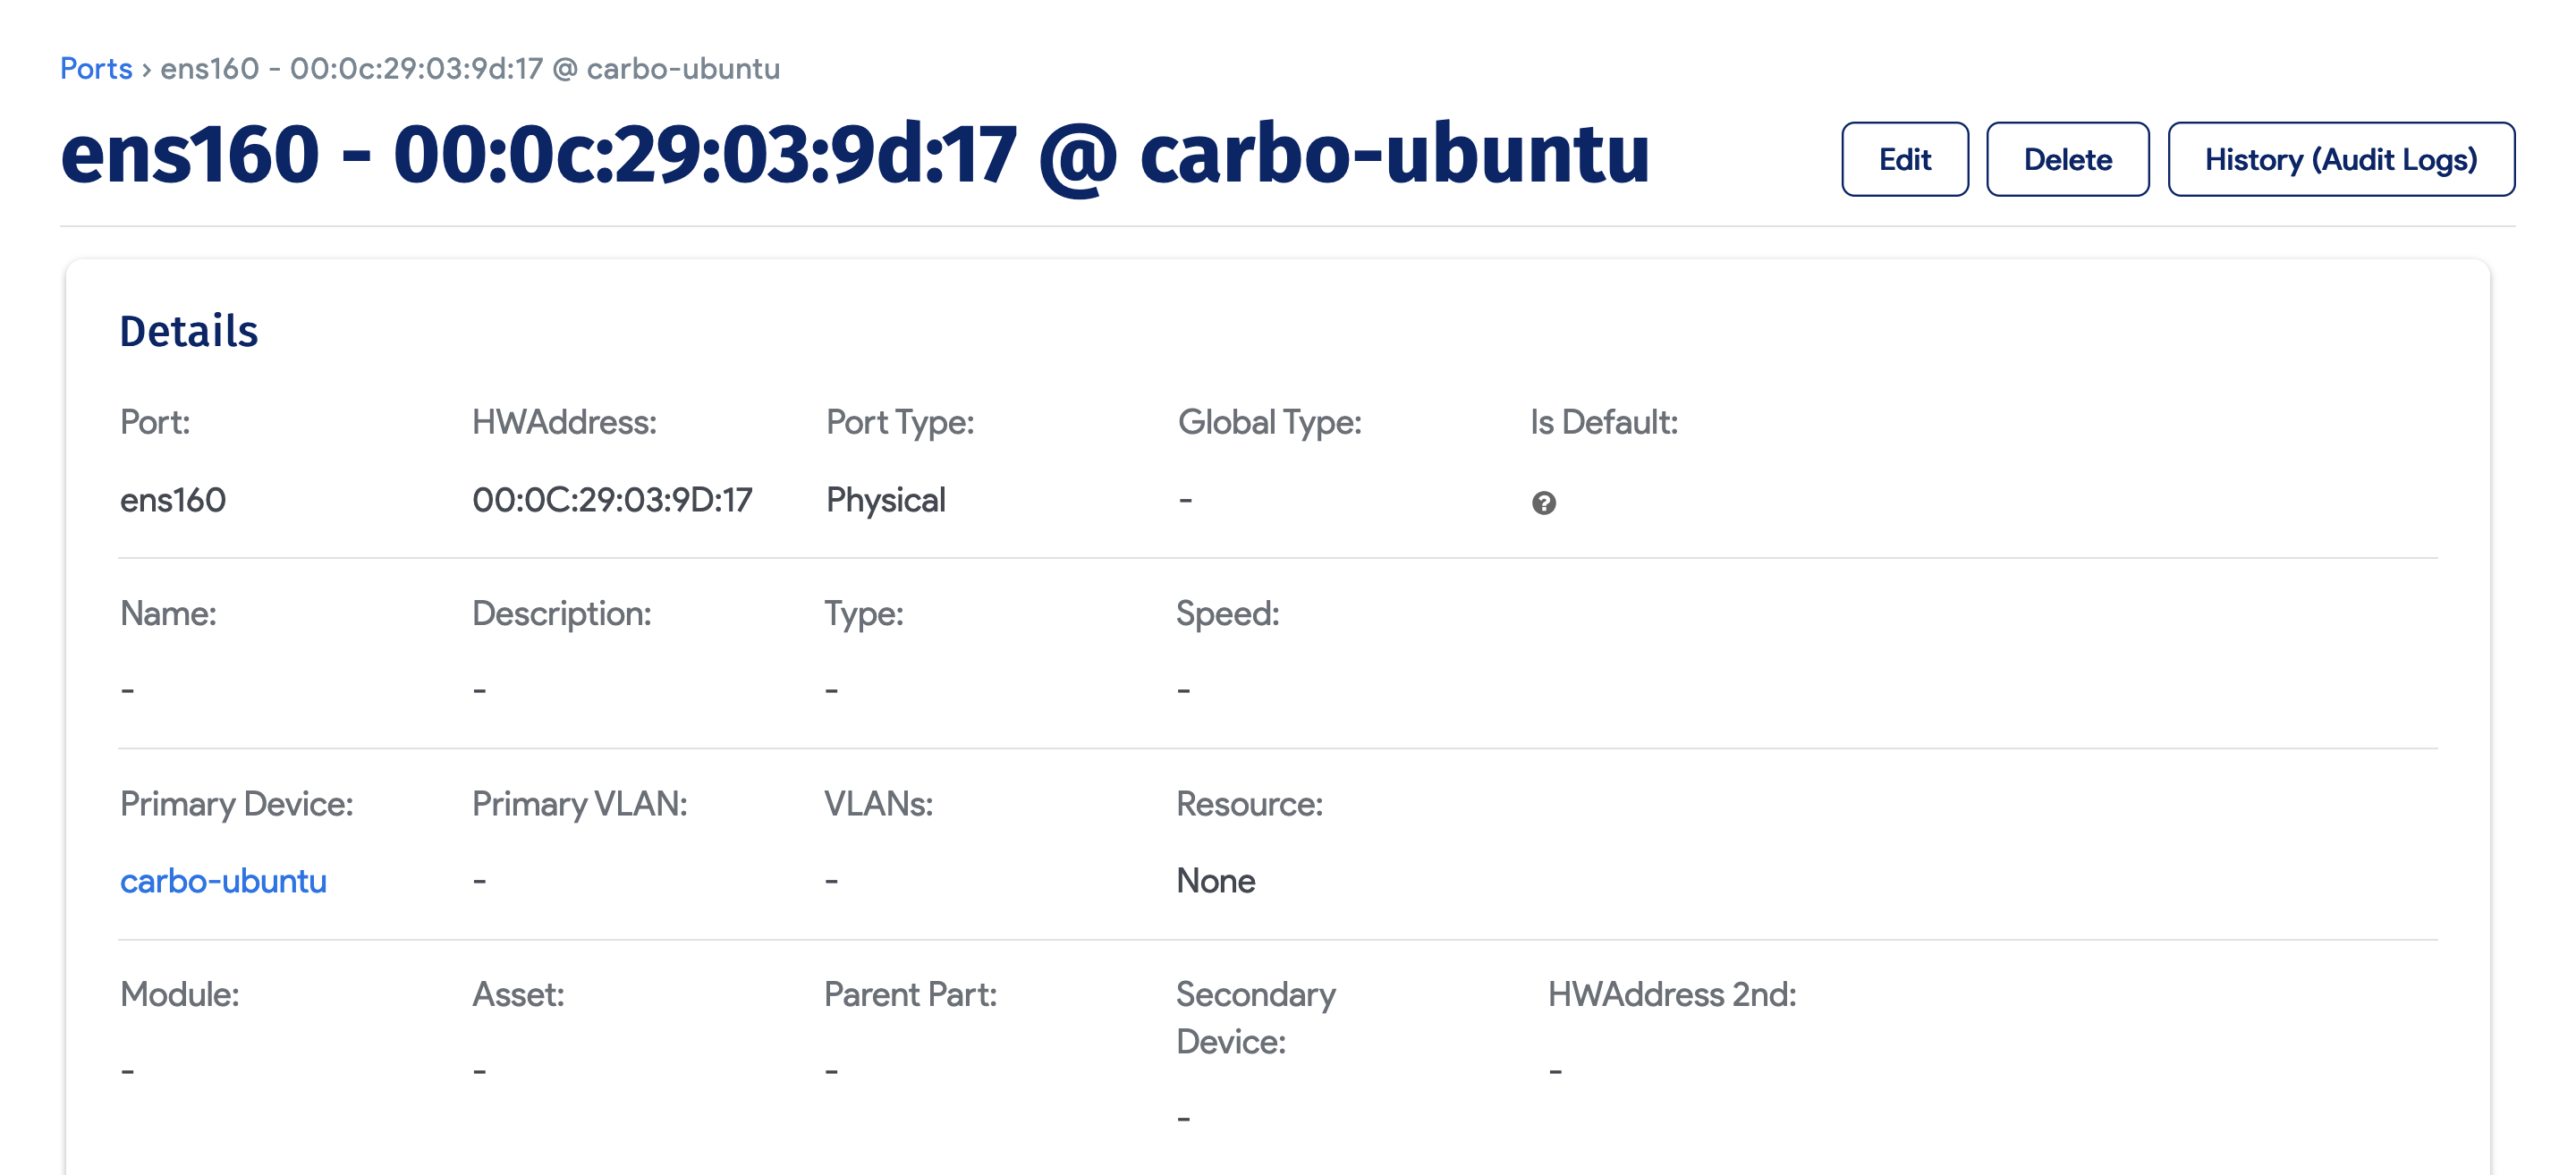 Ports › ens160 - 00:0c:29:03:9d:17 @ carbo-ubuntu
ens160 - 00:0c:29:03:9d:17 @ carbo-ubuntu
Edit Delete History (Audit Logs)
Details
Port: HWAddress: Port Type: Global Type: Is Default:
ens160 00:0C:29:03:9D:17 Physical - ?
Name: Description: Type: Speed:
- - - -
Primary Device: Primary VLAN: VLANs: Resource:
carbo-ubuntu - - None
Module: Asset: Parent Part: Secondary Device: HWAddress 2nd:
- - - - -